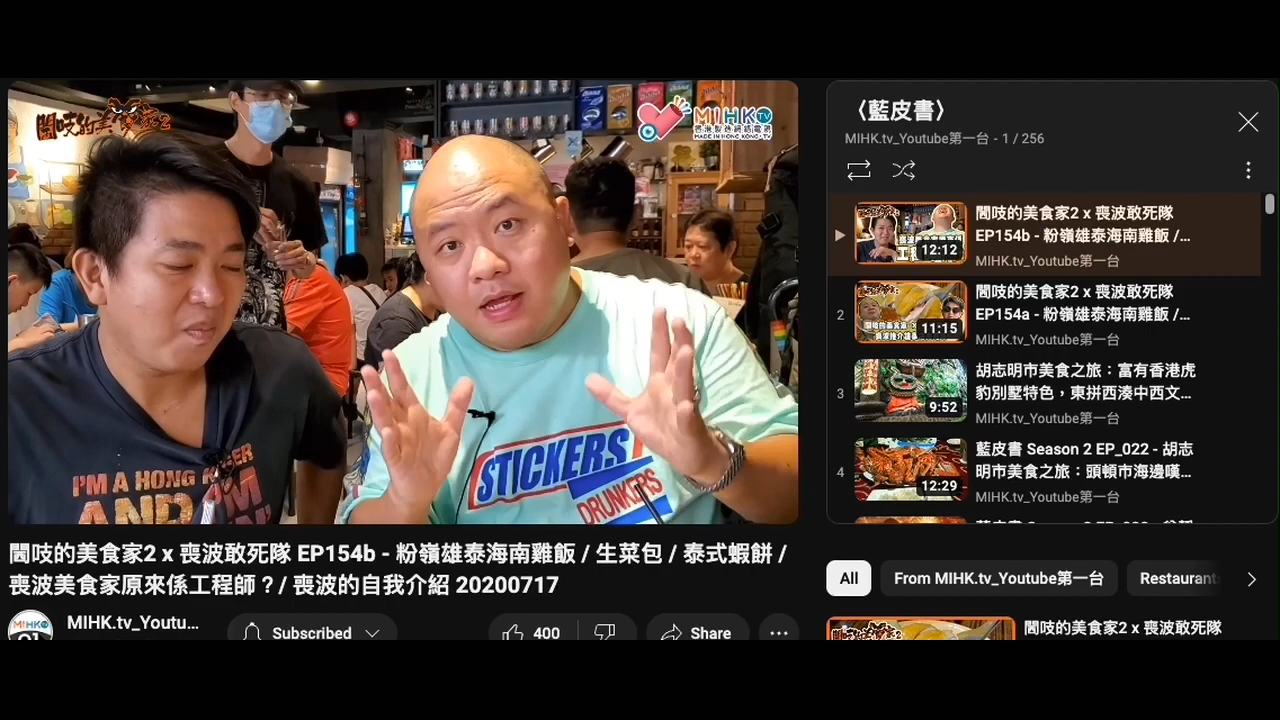 閪吱的美食家2
MIHK TV
香港製造網絡電視
MADE IN HONG KONG • TV
I'M A HONG KONGER
AND I'M
STICKERS
DRUNKERS
閪吱的美食家2 x 喪波敢死隊 EP154b - 粉嶺雄泰海南雞飯 / 生菜包 / 泰式蝦餅 /
喪波美食家原來係工程師？/ 喪波的自我介紹 20200717
MIHK.tv_Youtu...
Subscribed
400
Share
〈藍皮書〉
MIHK.tv_Youtube第一台 - 1 / 256
閪吱的美食家2 x 喪波敢死隊
EP154b - 粉嶺雄泰海南雞飯 /...
MIHK.tv_Youtube第一台
12:12
2
閪吱的美食家2 x 喪波敢死隊
EP154a - 粉嶺雄泰海南雞飯 /...
MIHK.tv_Youtube第一台
11:15
3
胡志明市美食之旅：富有香港虎
豹別墅特色，東拼西湊中西文...
MIHK.tv_Youtube第一台
9:52
4
藍皮書 Season 2 EP_022 - 胡志
明市美食之旅：頭頓市海邊嘆...
MIHK.tv_Youtube第一台
12:29
All
From MIHK.tv_Youtube第一台
Restaurant
閪吱的美食家2 x 喪波敢死隊